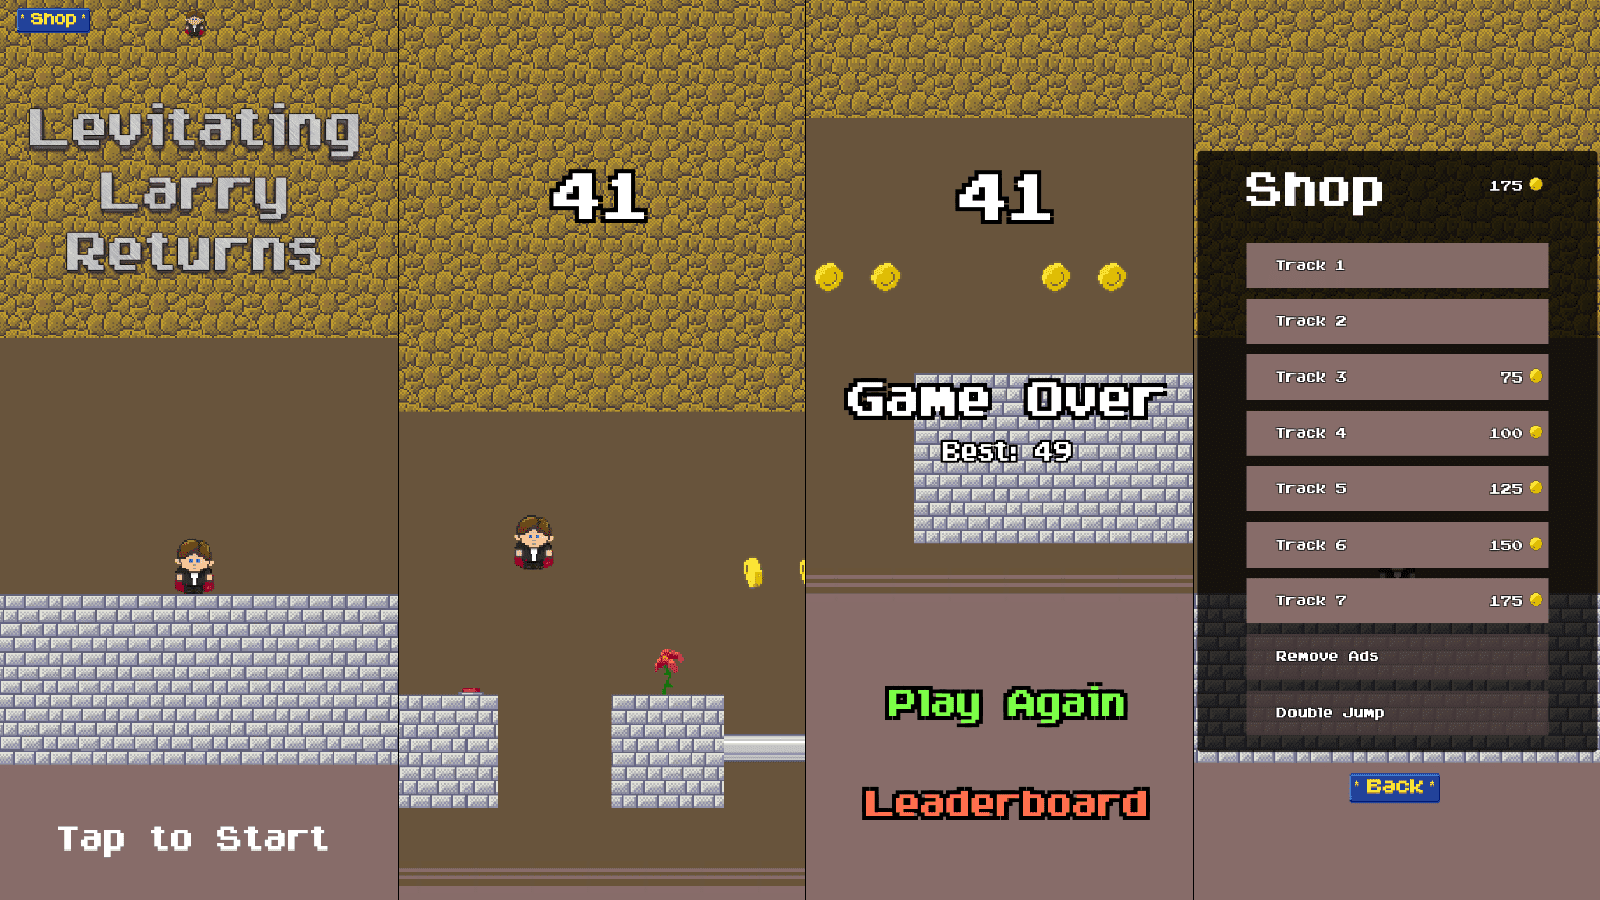 * Shop *
Levitating
Larry
Returns
Tap to Start
41
41
Game Over
Best: 49
Play Again
Leaderboard
Shop 175
Track 1
Track 2
Track 3 75
Track 4 100
Track 5 125
Track 6 150
Track 7 175
Remove Ads
Double Jump
* Back *